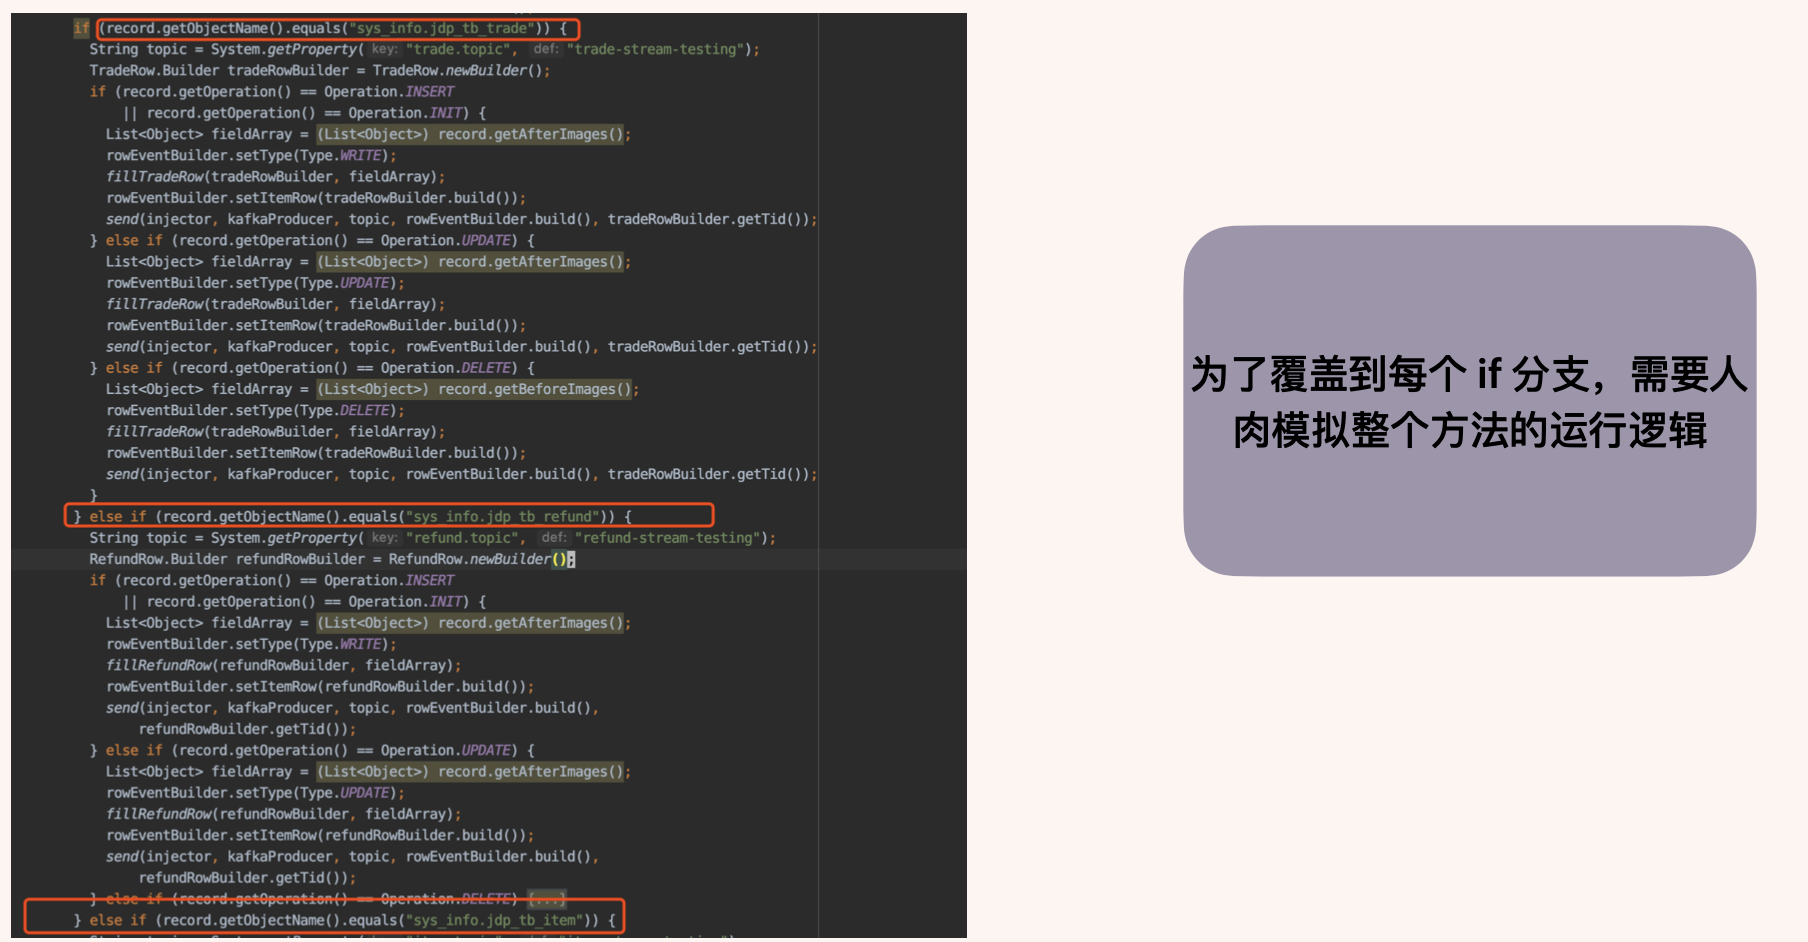 if (record.getObjectName().equals("sys_info.jdp_tb_trade")) {
String topic = System.getProperty( key: "trade.topic", def: "trade-stream-testing");
TradeRow.Builder tradeRowBuilder = TradeRow.newBuilder();
if (record.getOperation() == Operation.INSERT
|| record.getOperation() == Operation.INIT) {
List<Object> fieldArray = (List<Object>) record.getAfterImages();
rowEventBuilder.setType(Type.WRITE);
fillTradeRow(tradeRowBuilder, fieldArray);
rowEventBuilder.setItemRow(tradeRowBuilder.build());
send(injector, kafkaProducer, topic, rowEventBuilder.build(), tradeRowBuilder.getTid());
} else if (record.getOperation() == Operation.UPDATE) {
List<Object> fieldArray = (List<Object>) record.getAfterImages();
rowEventBuilder.setType(Type.UPDATE);
fillTradeRow(tradeRowBuilder, fieldArray);
rowEventBuilder.setItemRow(tradeRowBuilder.build());
send(injector, kafkaProducer, topic, rowEventBuilder.build(), tradeRowBuilder.getTid());
} else if (record.getOperation() == Operation.DELETE) {
List<Object> fieldArray = (List<Object>) record.getBeforeImages();
rowEventBuilder.setType(Type.DELETE);
fillTradeRow(tradeRowBuilder, fieldArray);
rowEventBuilder.setItemRow(tradeRowBuilder.build());
send(injector, kafkaProducer, topic, rowEventBuilder.build(), tradeRowBuilder.getTid());
}
} else if (record.getObjectName().equals("sys_info.jdp_tb_refund")) {
String topic = System.getProperty( key: "refund.topic", def: "refund-stream-testing");
RefundRow.Builder refundRowBuilder = RefundRow.newBuilder();
if (record.getOperation() == Operation.INSERT
|| record.getOperation() == Operation.INIT) {
List<Object> fieldArray = (List<Object>) record.getAfterImages();
rowEventBuilder.setType(Type.WRITE);
fillRefundRow(refundRowBuilder, fieldArray);
rowEventBuilder.setItemRow(refundRowBuilder.build());
send(injector, kafkaProducer, topic, rowEventBuilder.build(),
refundRowBuilder.getTid());
} else if (record.getOperation() == Operation.UPDATE) {
List<Object> fieldArray = (List<Object>) record.getAfterImages();
rowEventBuilder.setType(Type.UPDATE);
fillRefundRow(refundRowBuilder, fieldArray);
rowEventBuilder.setItemRow(refundRowBuilder.build());
send(injector, kafkaProducer, topic, rowEventBuilder.build(),
refundRowBuilder.getTid());
} else if (record.getOperation() == Operation.DELETE) {...}
} else if (record.getObjectName().equals("sys_info.jdp_tb_item")) {
为了覆盖到每个 if 分支，需要人
肉模拟整个方法的运行逻辑